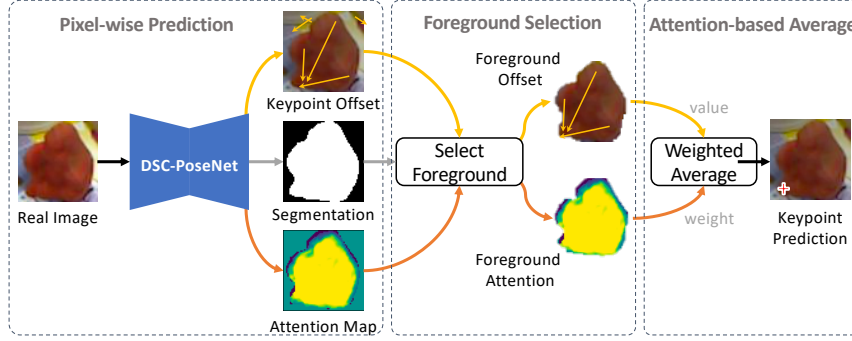 Pixel-wise Prediction
Foreground Selection
Attention-based Average
Keypoint Offset
Foreground
Offset
value
DSC-PoseNet
Real Image
Segmentation
Select
Foreground
Weighted
Average
weight
Keypoint
Prediction
Foreground
Attention
Attention Map